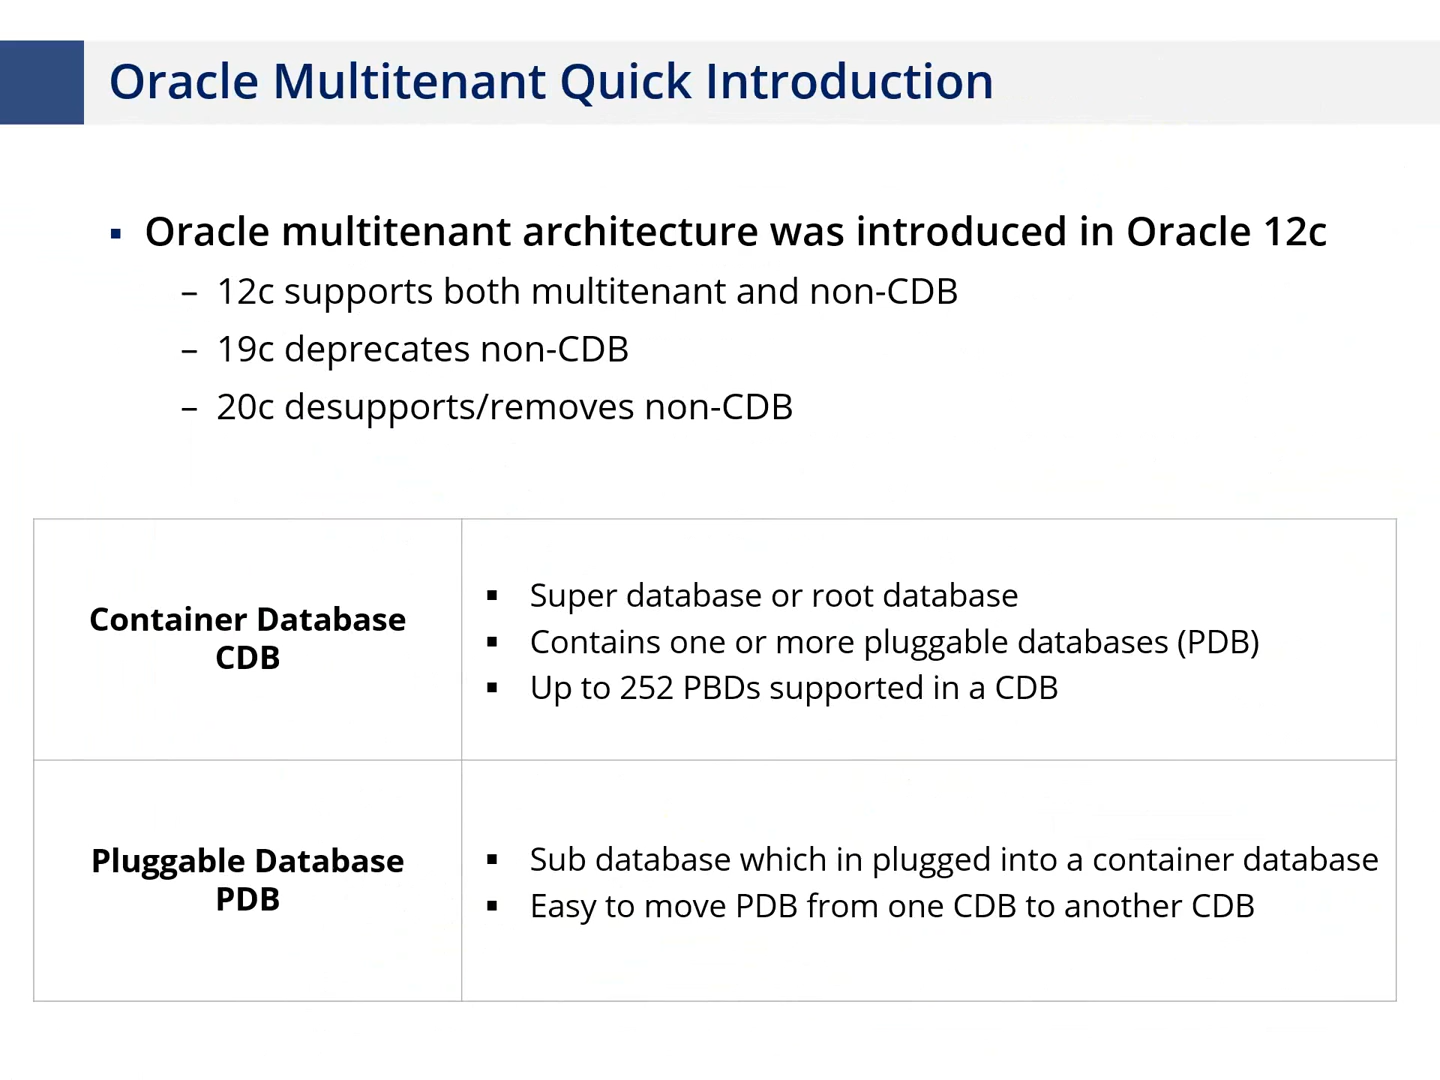 Oracle Multitenant Quick Introduction
▪ Oracle multitenant architecture was introduced in Oracle 12c
– 12c supports both multitenant and non-CDB
– 19c deprecates non-CDB
– 20c desupports/removes non-CDB
Container Database
CDB
▪ Super database or root database
▪ Contains one or more pluggable databases (PDB)
▪ Up to 252 PBDs supported in a CDB
Pluggable Database
PDB
▪ Sub database which in plugged into a container database
▪ Easy to move PDB from one CDB to another CDB